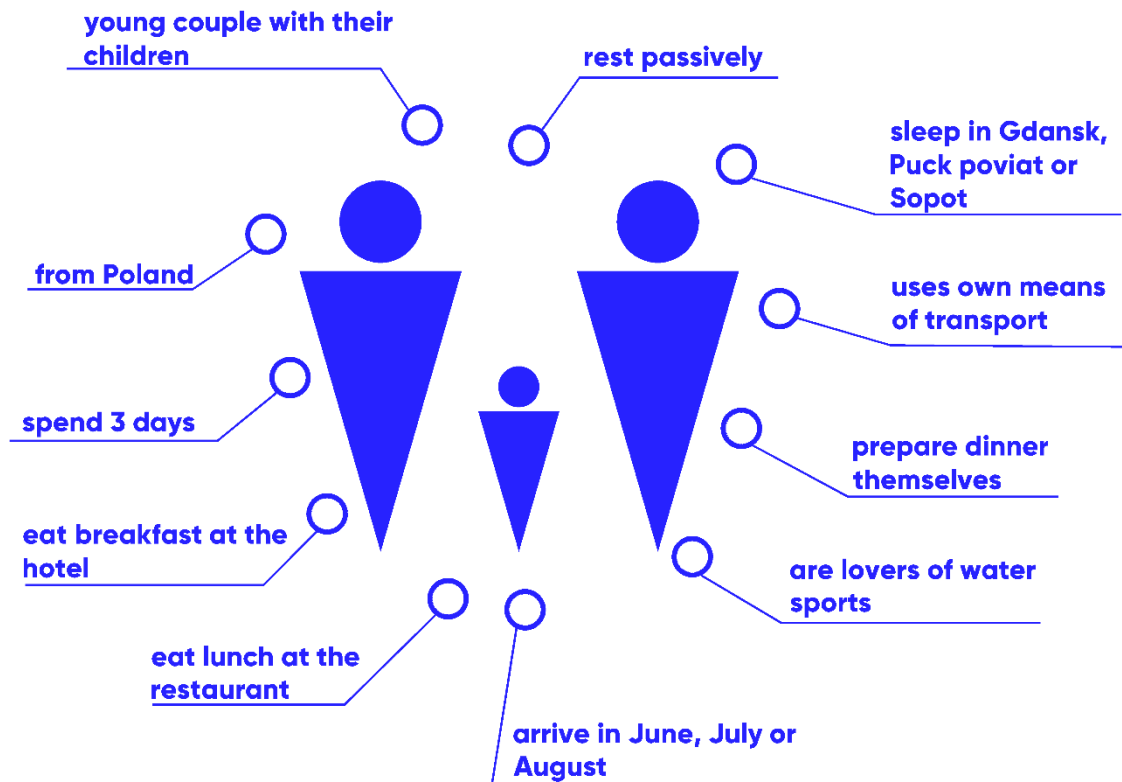 young couple with their
children
rest passively
sleep in Gdansk,
Puck poviat or
Sopot
from Poland
uses own means
of transport
spend 3 days
prepare dinner
themselves
eat breakfast at the
hotel
are lovers of water
sports
eat lunch at the
restaurant
arrive in June, July or
August